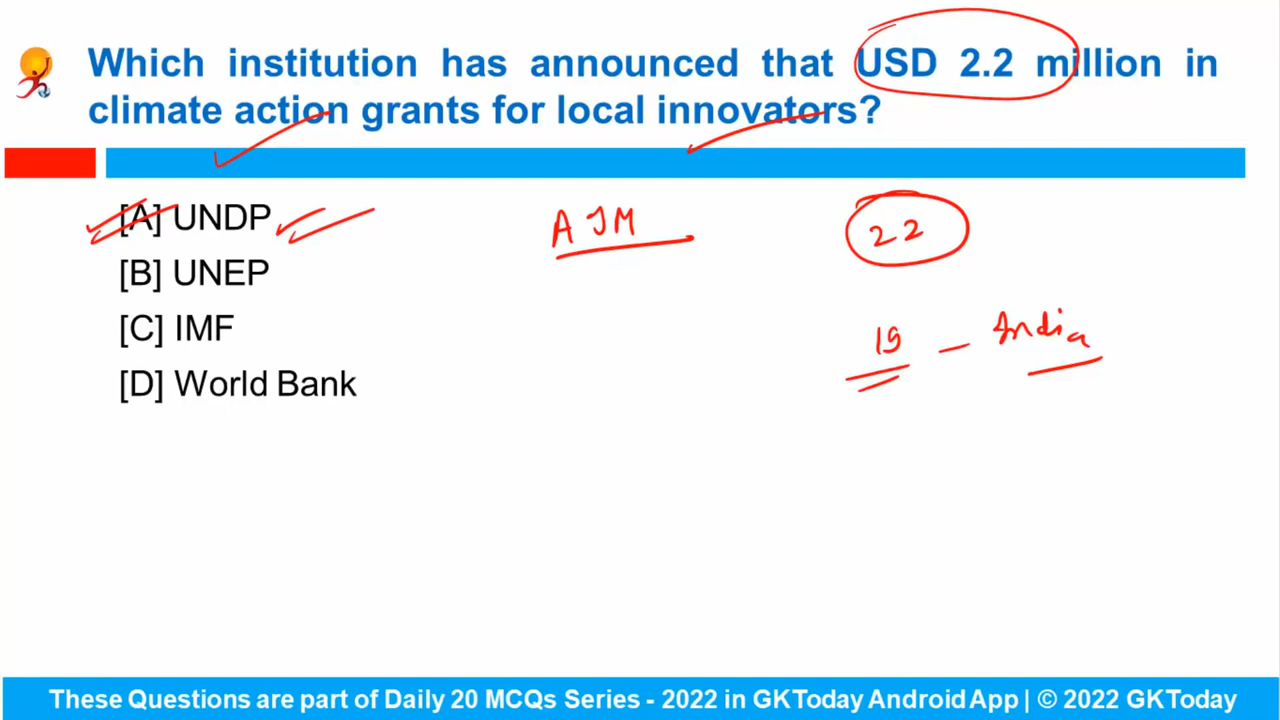 Which institution has announced that USD 2.2 million in
climate action grants for local innovators?
[A] UNDP
AIM
22
[B] UNEP
[C] IMF
19 - India
[D] World Bank
These Questions are part of Daily 20 MCQs Series - 2022 in GKToday Android App | © 2022 GKToday